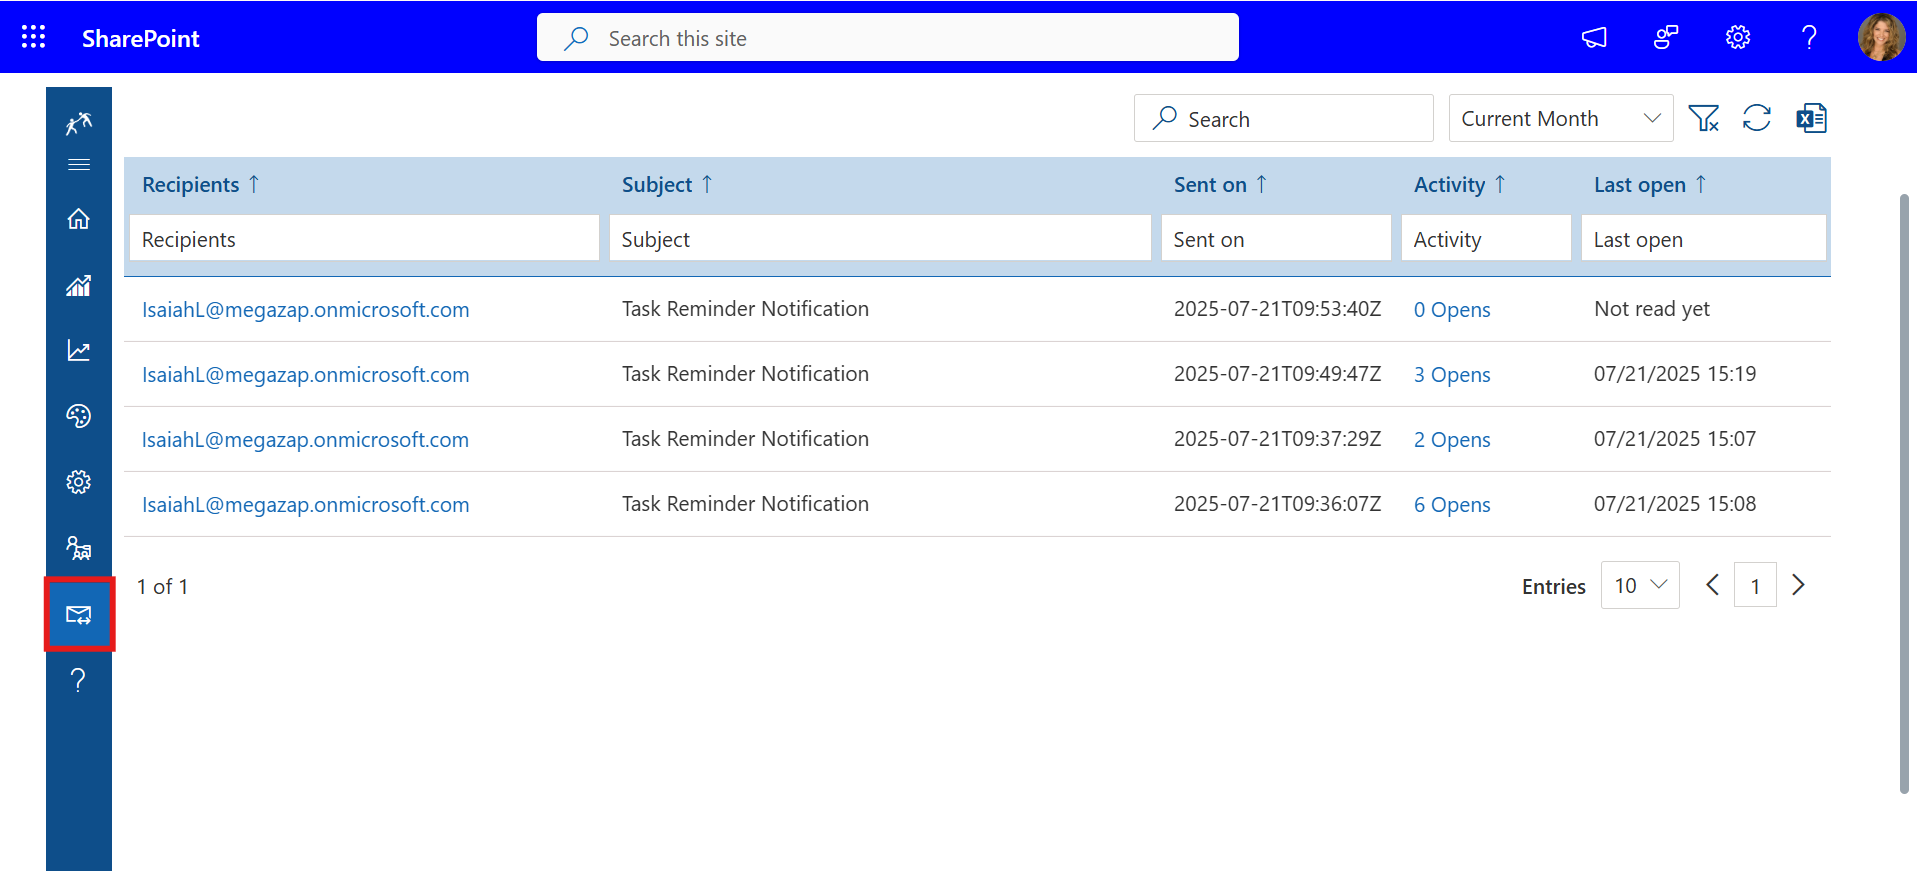 SharePoint
Search this site
Search
Current Month
Recipients ↑ Subject ↑ Sent on ↑ Activity ↑ Last open ↑
Recipients Subject Sent on Activity Last open
IsaiahL@megazap.onmicrosoft.com Task Reminder Notification 2025-07-21T09:53:40Z 0 Opens Not read yet
IsaiahL@megazap.onmicrosoft.com Task Reminder Notification 2025-07-21T09:49:47Z 3 Opens 07/21/2025 15:19
IsaiahL@megazap.onmicrosoft.com Task Reminder Notification 2025-07-21T09:37:29Z 2 Opens 07/21/2025 15:07
IsaiahL@megazap.onmicrosoft.com Task Reminder Notification 2025-07-21T09:36:07Z 6 Opens 07/21/2025 15:08
1 of 1 Entries 10 1